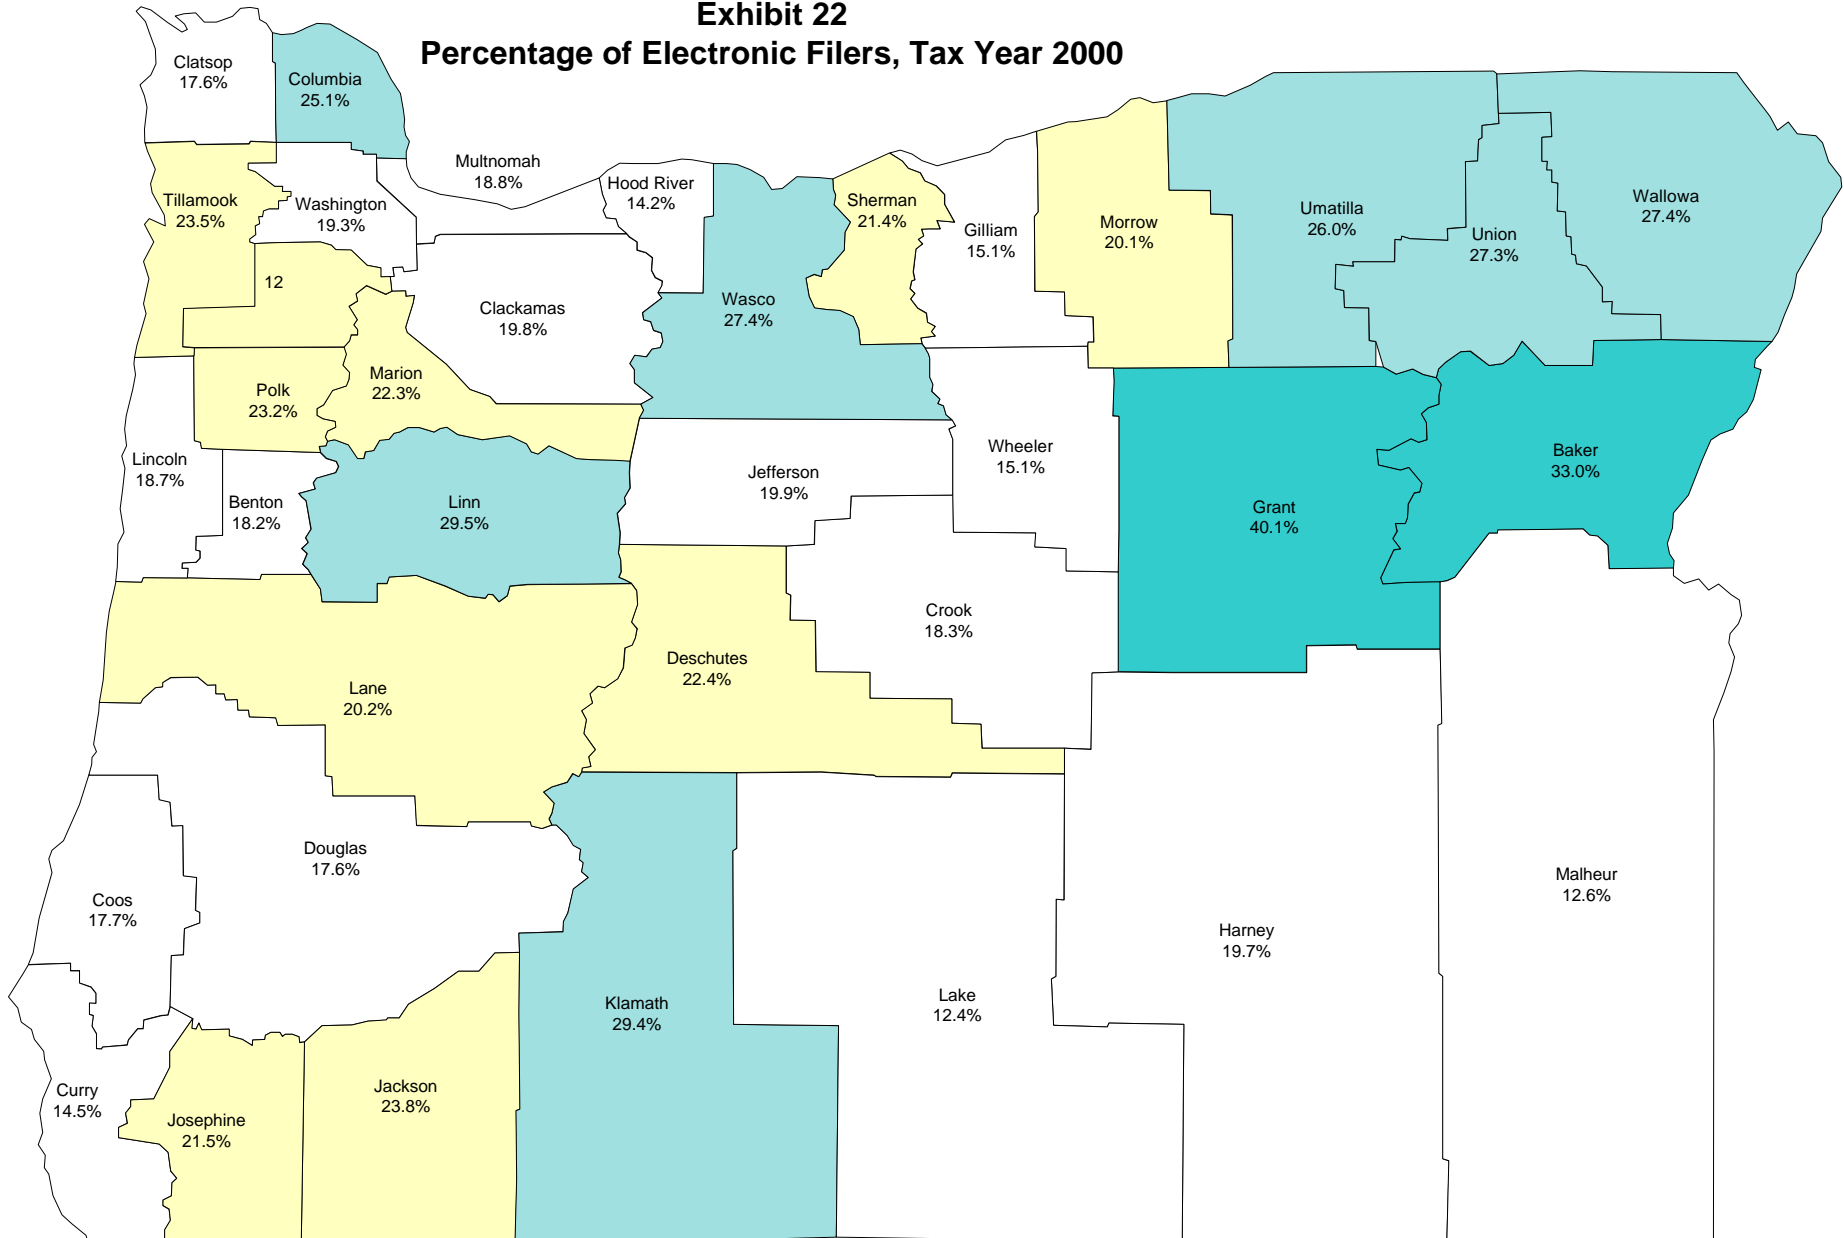 Exhibit 22
Percentage of Electronic Filers, Tax Year 2000
Clatsop
17.6%
Columbia
25.1%
Multnomah
18.8%
Hood River
14.2%
Tillamook
23.5%
Washington
19.3%
Sherman
21.4%
Gilliam
15.1%
Morrow
20.1%
Umatilla
26.0%
Union
27.3%
Wallowa
27.4%
12
Clackamas
19.8%
Wasco
27.4%
Polk
23.2%
Marion
22.3%
Lincoln
18.7%
Benton
18.2%
Linn
29.5%
Jefferson
19.9%
Wheeler
15.1%
Grant
40.1%
Baker
33.0%
Crook
18.3%
Deschutes
22.4%
Lane
20.2%
Douglas
17.6%
Coos
17.7%
Malheur
12.6%
Harney
19.7%
Klamath
29.4%
Lake
12.4%
Curry
14.5%
Josephine
21.5%
Jackson
23.8%